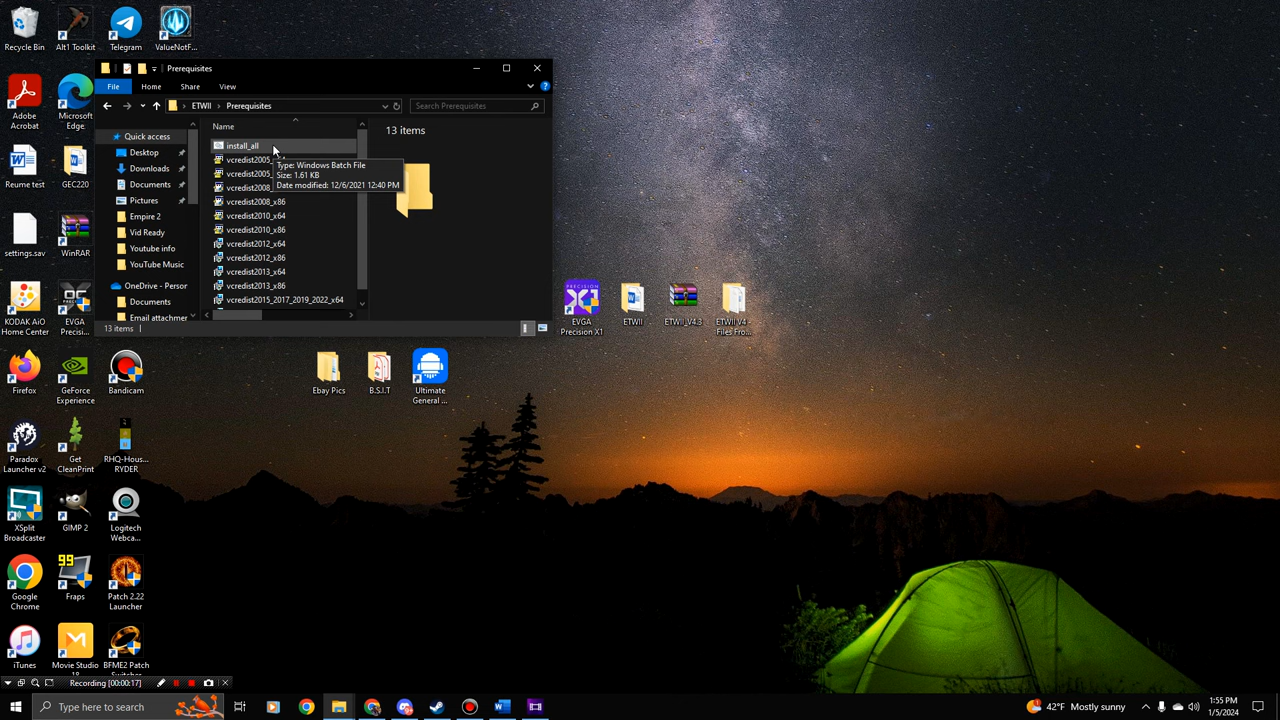 Recycle Bin
Alt1 Toolkit
Telegram
ValueNotF...
Prerequisites
File
Home
Share
View
ETWII
Prerequisites
Search Prerequisites
Adobe
Acrobat
Microsoft
Edge
Quick access
Desktop
Downloads
Documents
Pictures
Empire 2
Vid Ready
Youtube info
YouTube Music
OneDrive - Person
Documents
Email attachmer
Name
install_all
vcredist2005_
vcredist2005_
vcredist2008_
vcredist2008_x86
vcredist2010_x64
vcredist2010_x86
vcredist2012_x64
vcredist2012_x86
vcredist2013_x64
vcredist2013_x86
vcredist2015_2017_2019_2022_x64
Type: Windows Batch File
Size: 1.61 KB
Date modified: 12/6/2021 12:40 PM
13 items
13 items
Reume test
GEC220
settings.sav
WinRAR
KODAK AiO
Home Center
EVGA
Precisi...
EVGA
Precision X1
ETWII
ETWII_V4.3
ETWII V4 -
Files Fro...
Firefox
GeForce
Experience
Bandicam
Ebay Pics
B.S.I.T
Ultimate
General ...
Paradox
Launcher v2
Get
CleanPrint
RHQ-Hous...
RYDER
XSplit
Broadcaster
GIMP 2
Logitech
Webca...
Google
Chrome
99
Fraps
Patch 2.22
Launcher
iTunes
Movie Studio
18
BFME2 Patch
Switcher
Recording [00:00:17]
Type here to search
42°F Mostly sunny
1:55 PM
1/5/2024